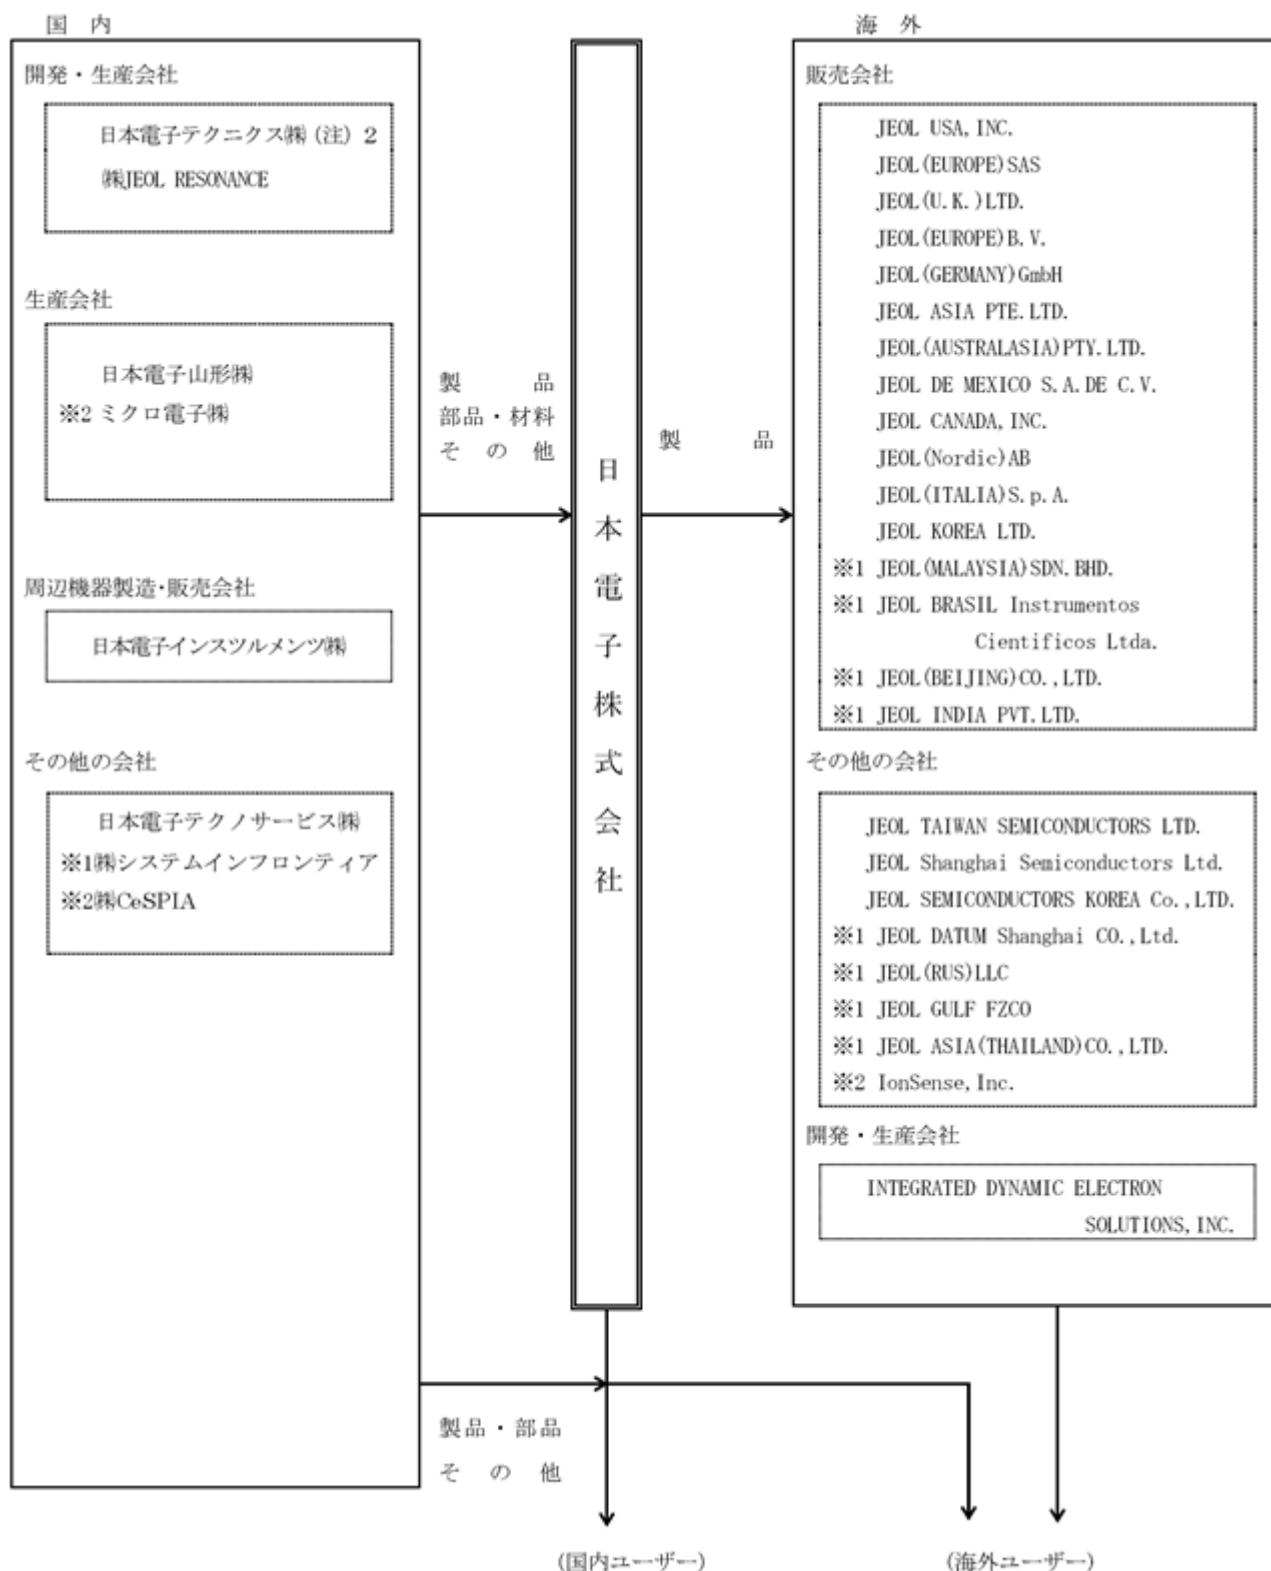 国 内
開発・生産会社
日本電子テクニクス㈱(注) 2
㈱JEOL RESONANCE
生産会社
日本電子山形㈱
※2 ミクロ電子㈱
周辺機器製造・販売会社
日本電子インスツルメンツ㈱
その他の会社
日本電子テクノサービス㈱
※1㈱システムインフロンティア
※2㈱CeSPIA
製 品
部品・材料
そ の 他
日本電子株式会社
製 品
海 外
販売会社
JEOL USA,INC.
JEOL(EUROPE)SAS
JEOL(U.K.)LTD.
JEOL(EUROPE)B.V.
JEOL(GERMANY)GmbH
JEOL ASIA PTE.LTD.
JEOL(AUSTRALASIA)PTY.LTD.
JEOL DE MEXICO S.A.DE C.V.
JEOL CANADA,INC.
JEOL(Nordic)AB
JEOL(ITALIA)S.p.A.
JEOL KOREA LTD.
※1 JEOL(MALAYSIA)SDN.BHD.
※1 JEOL BRASIL Instrumentos
Cientificos Ltda.
※1 JEOL(BEIJING)CO.,LTD.
※1 JEOL INDIA PVT.LTD.
その他の会社
JEOL TAIWAN SEMICONDUCTORS LTD.
JEOL Shanghai Semiconductors Ltd.
JEOL SEMICONDUCTORS KOREA Co.,LTD.
※1 JEOL DATUM Shanghai CO.,Ltd.
※1 JEOL(RUS)LLC
※1 JEOL GULF FZCO
※1 JEOL ASIA(THAILAND)CO.,LTD.
※2 IonSense,Inc.
開発・生産会社
INTEGRATED DYNAMIC ELECTRON
SOLUTIONS,INC.
製品・部品
そ の 他
(国内ユーザー)
(海外ユーザー)